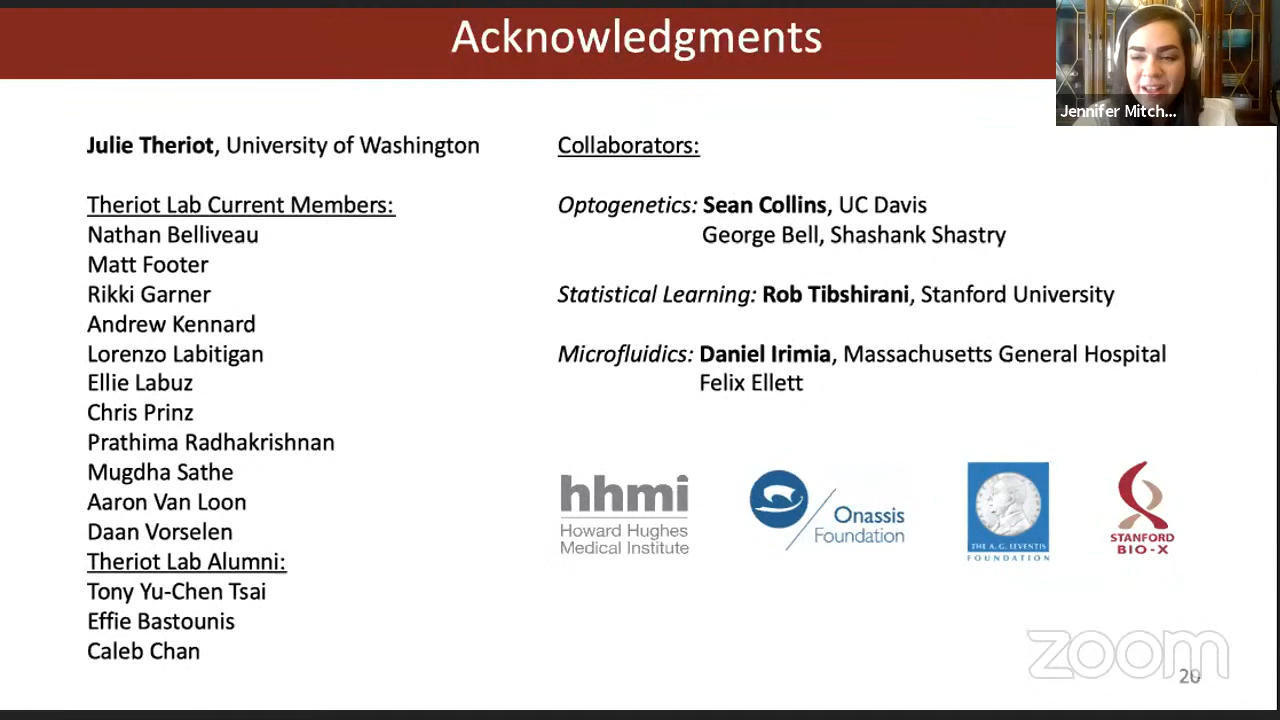 Acknowledgments
Jennifer Mitch...
Julie Theriot, University of Washington
Theriot Lab Current Members:
Nathan Belliveau
Matt Footer
Rikki Garner
Andrew Kennard
Lorenzo Labitigan
Ellie Labuz
Chris Prinz
Prathima Radhakrishnan
Mugdha Sathe
Aaron Van Loon
Daan Vorselen
Theriot Lab Alumni:
Tony Yu-Chen Tsai
Effie Bastounis
Caleb Chan
Collaborators:
Optogenetics: Sean Collins, UC Davis
George Bell, Shashank Shastry
Statistical Learning: Rob Tibshirani, Stanford University
Microfluidics: Daniel Irimia, Massachusetts General Hospital
Felix Ellett
hhmi
Howard Hughes
Medical Institute
Onassis
Foundation
THE A. G. LEVENTIS
FOUNDATION
STANFORD
BIO-X
zoom
20